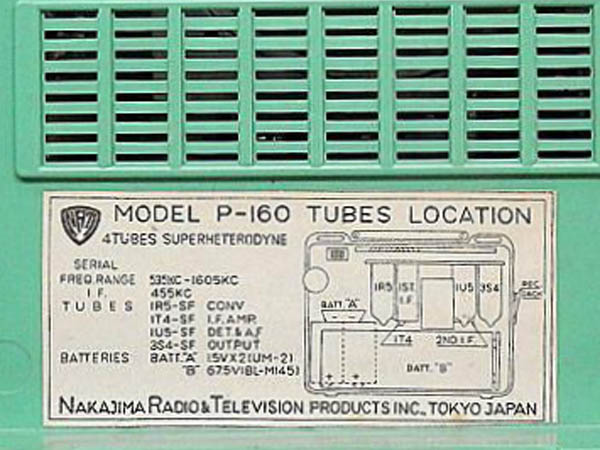 MODEL P-160 TUBES LOCATION
4TUBES SUPERHETERODYNE
SERIAL
FREQ.RANGE 535KC-1605KC
I.F. 455KC
TUBES 1R5-SF CONV
1T4-SF I.F.AMP.
1U5-SF DET.&A.F
3S4-SF OUTPUT
BATTERIES BATT."A" 1.5VX2(UM-2)
"B" 67.5V(BL-M145)
1R5
1ST.
I.F.
1U5
3S4
BATT."A"
1T4
2ND I.F.
BATT."B"
JACK
NAKAJIMA RADIO & TELEVISION PRODUCTS INC., TOKYO JAPAN